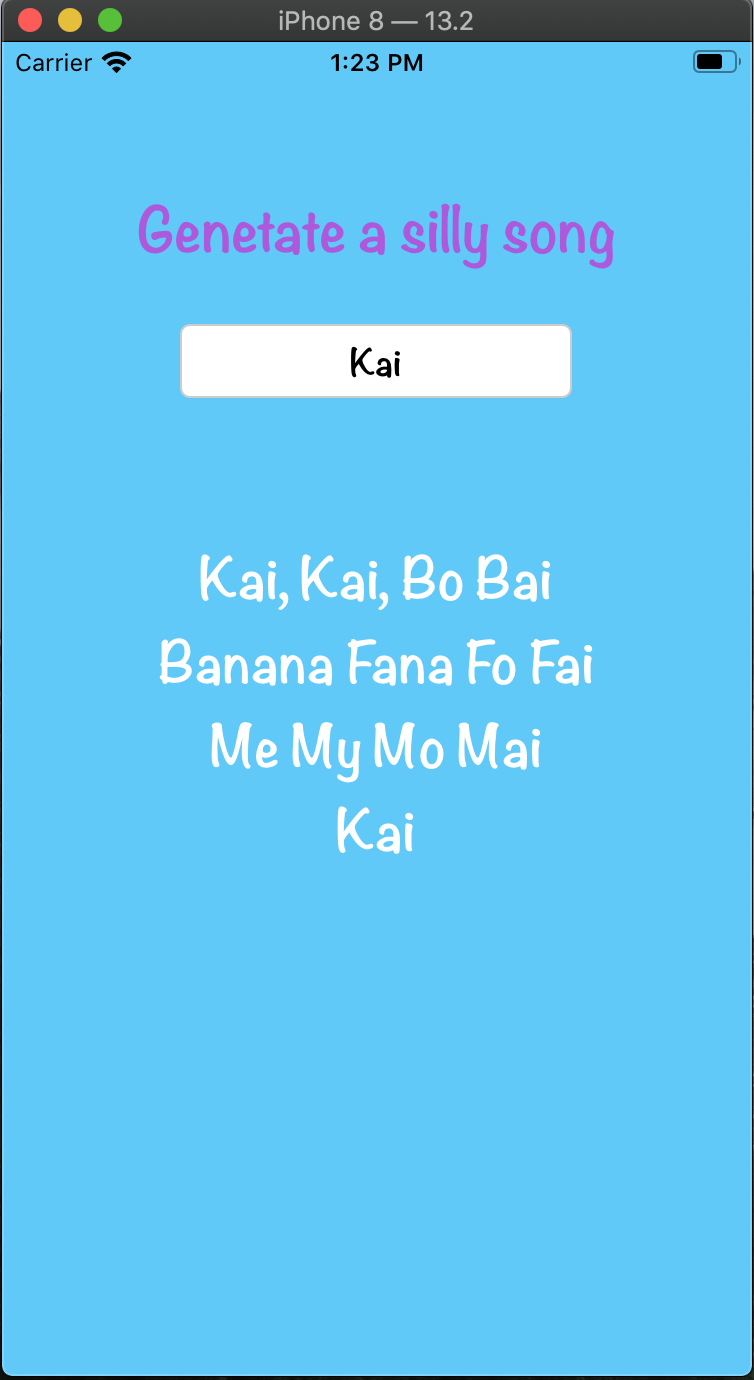 iPhone 8 — 13.2
Carrier 1:23 PM
Genetate a silly song
Kai
Kai, Kai, Bo Bai
Banana Fana Fo Fai
Me My Mo Mai
Kai